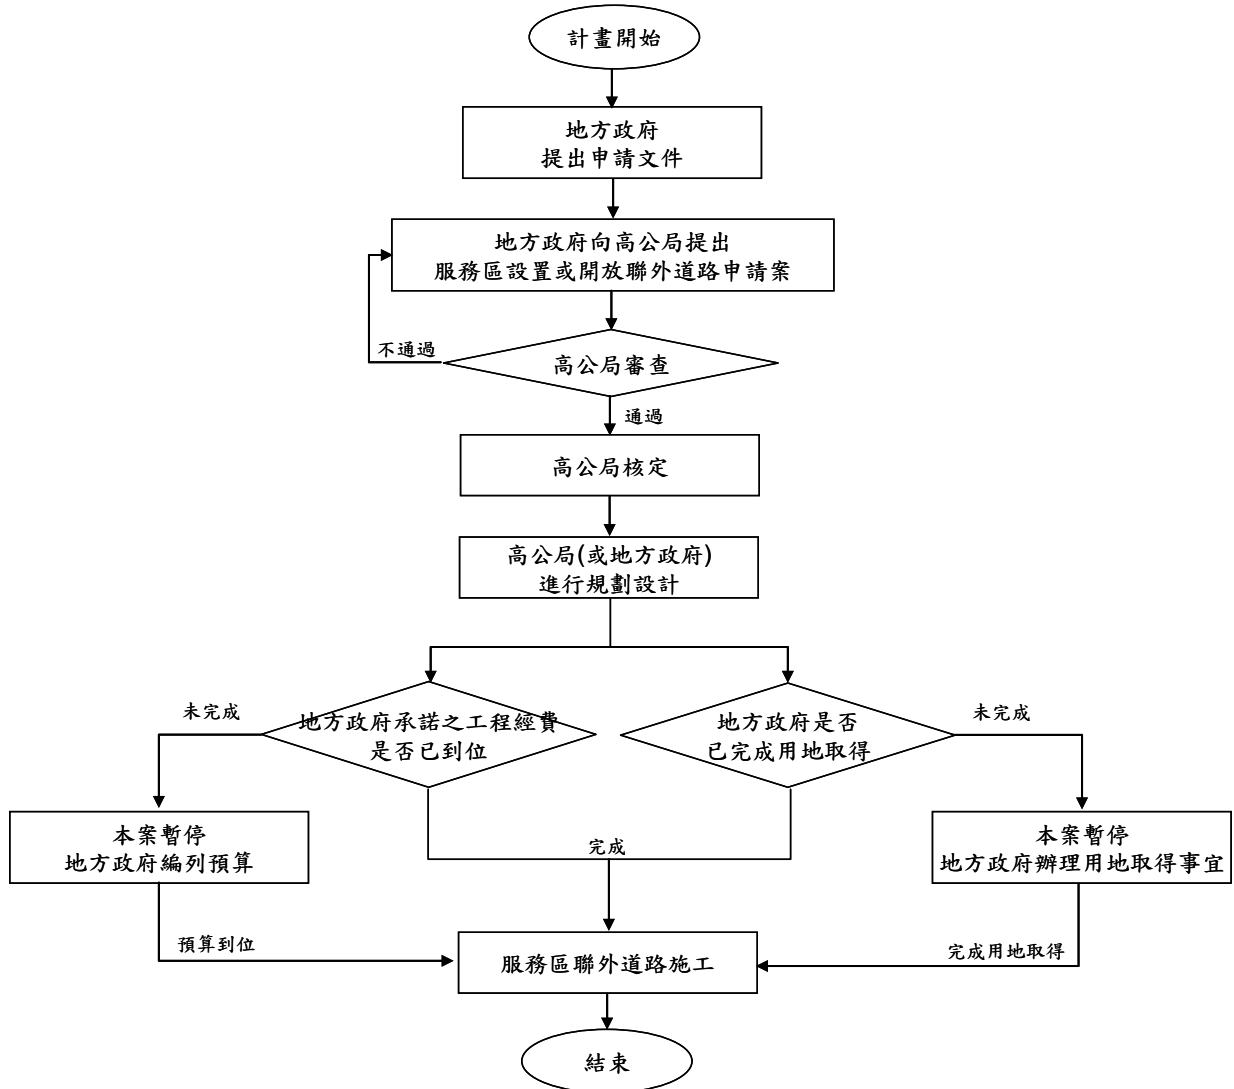 計畫開始
地方政府
提出申請文件
地方政府向高公局提出
服務區設置或開放聯外道路申請案
不通過
高公局審查
通過
高公局核定
高公局(或地方政府)
進行規劃設計
未完成
地方政府承諾之工程經費
是否已到位
地方政府是否
已完成用地取得
未完成
本案暫停
地方政府編列預算
完成
本案暫停
地方政府辦理用地取得事宜
預算到位
服務區聯外道路施工
完成用地取得
結束